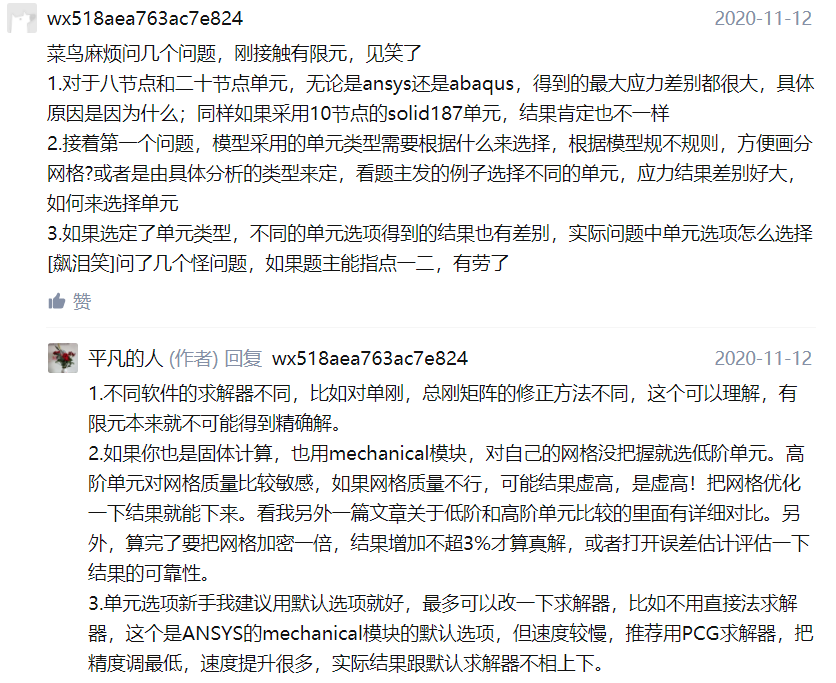 wx518aea763ac7e824 2020-11-12
菜鸟麻烦问几个问题，刚接触有限元，见笑了
1.对于八节点和二十节点单元，无论是ansys还是abaqus，得到的最大应力差别都很大，具体
原因是因为什么；同样如果采用10节点的solid187单元，结果肯定也不一样
2.接着第一个问题，模型采用的单元类型需要根据什么来选择，根据模型规不规则，方便画分
网格?或者是由具体分析的类型来定，看题主发的例子选择不同的单元，应力结果差别好大，
如何来选择单元
3.如果选定了单元类型，不同的单元选项得到的结果也有差别，实际问题中单元选项怎么选择
[飙泪笑]问了几个怪问题，如果题主能指点一二，有劳了
赞
平凡的人 (作者) 回复 wx518aea763ac7e824 2020-11-12
1.不同软件的求解器不同，比如对单刚，总刚矩阵的修正方法不同，这个可以理解，有
限元本来就不可能得到精确解。
2.如果你也是固体计算，也用mechanical模块，对自己的网格没把握就选低阶单元。高
阶单元对网格质量比较敏感，如果网格质量不行，可能结果虚高，是虚高！把网格优化
一下结果就能下来。看我另外一篇文章关于低阶和高阶单元比较的里面有详细对比。另
外，算完了要把网格加密一倍，结果增加不超3%才算真解，或者打开误差估计评估一下
结果的可靠性。
3.单元选项新手我建议用默认选项就好，最多可以改一下求解器，比如不用直接法求解
器，这个是ANSYS的mechanical模块的默认选项，但速度较慢，推荐用PCG求解器，把
精度调最低，速度提升很多，实际结果跟默认求解器不相上下。